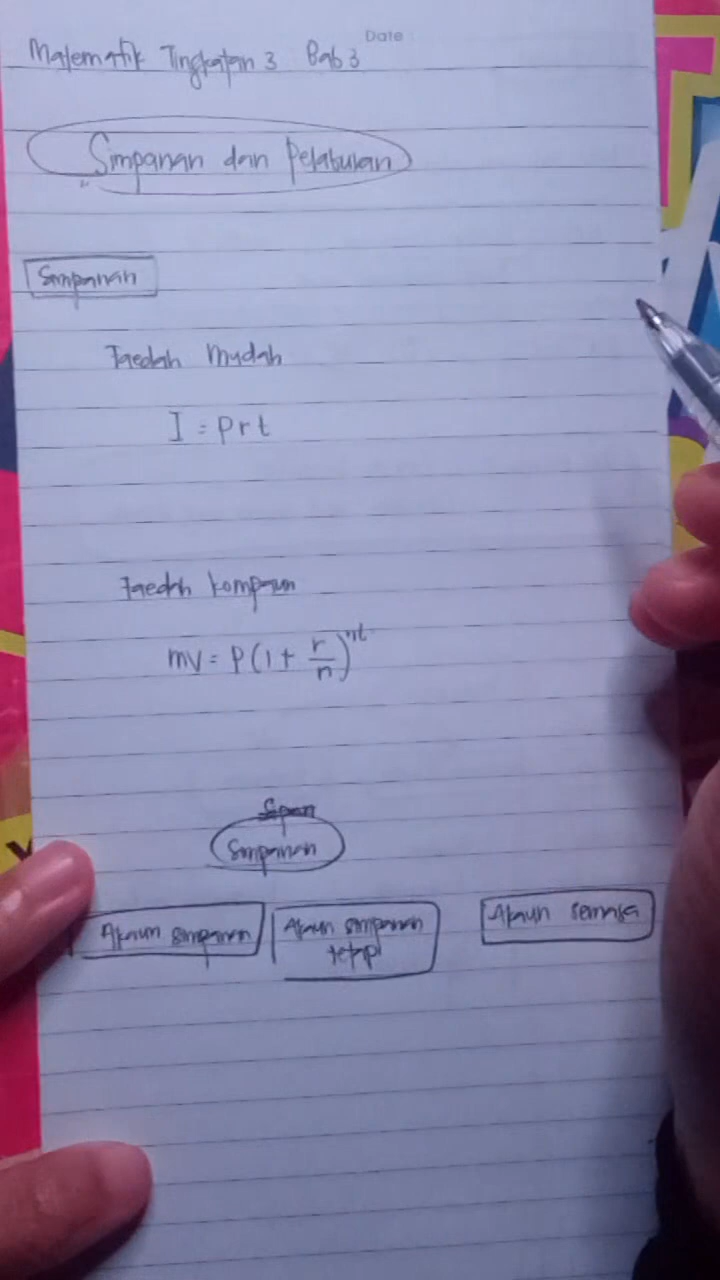 Date
Matematik Tingkatan 3 Bab 3
Simpanan dan Pelaburan
Simpanan
Faedah Mudah
I = Prt
Faedah kompaun
MV = P(1 + r/n)^nt
Simpanan
Akaun simpanan
Akaun simpanan tetap
Akaun semasa